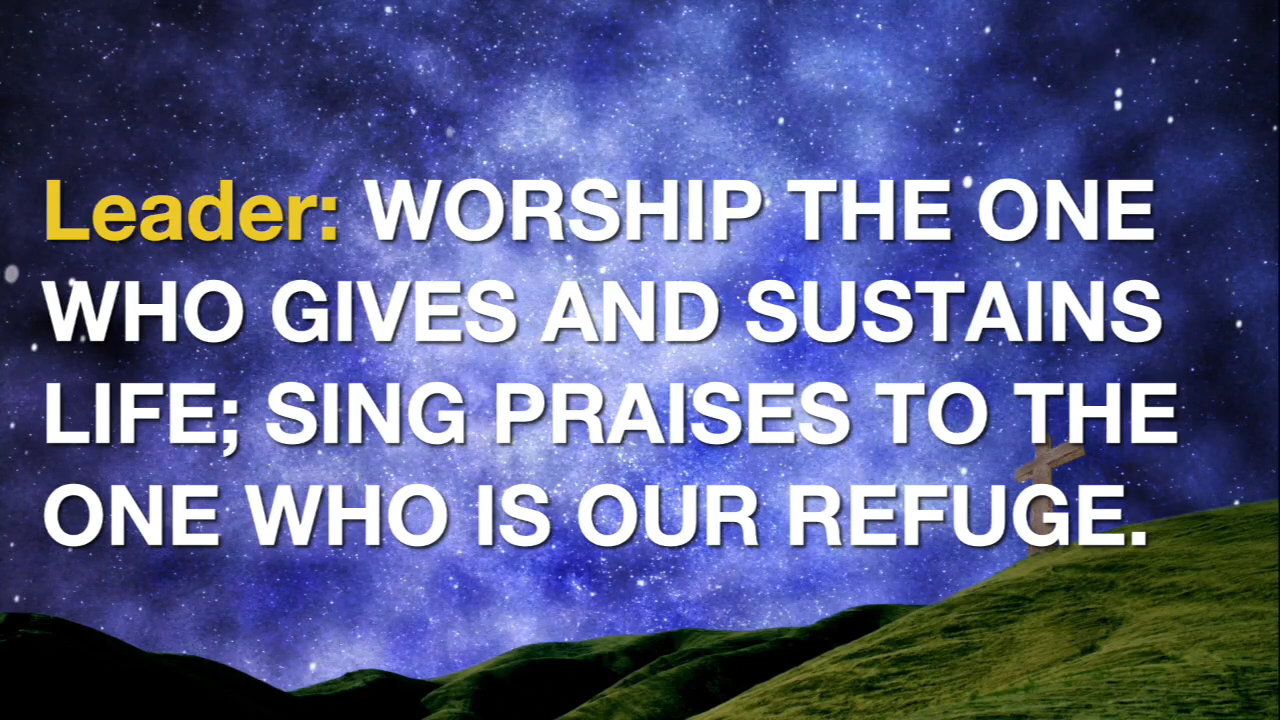 Leader: WORSHIP THE ONE
WHO GIVES AND SUSTAINS
LIFE; SING PRAISES TO THE
ONE WHO IS OUR REFUGE.